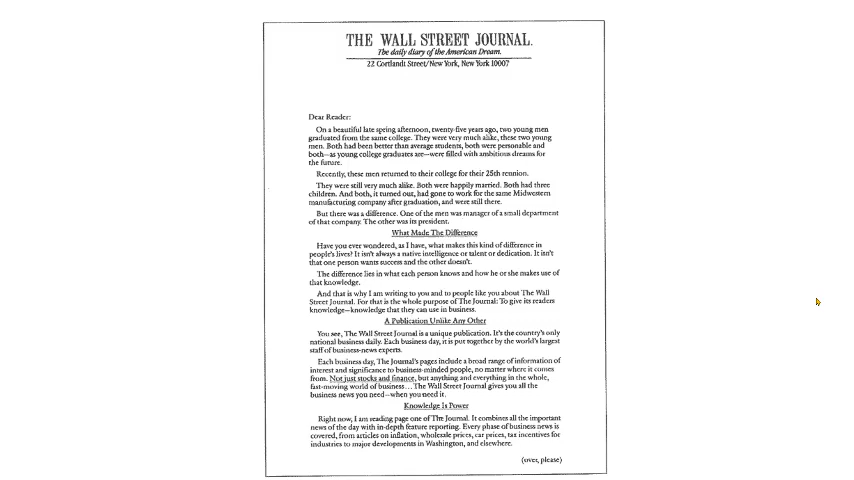 THE WALL STREET JOURNAL.
The daily diary of the American Dream.
22 Cortlandt Street/New York, New York 10007
Dear Reader:
On a beautiful late spring afternoon, twenty-five years ago, two young men
graduated from the same college. They were very much alike, these two young
men. Both had been better than average students, both were personable and
both—as young college graduates are—were filled with ambitious dreams for
the future.
Recently, these men returned to their college for their 25th reunion.
They were still very much alike. Both were happily married. Both had three
children. And both, it turned out, had gone to work for the same Midwestern
manufacturing company after graduation, and were still there.
But there was a difference. One of the men was manager of a small department
of that company. The other was its president.
What Made The Difference
Have you ever wondered, as I have, what makes this kind of difference in
people's lives? It isn't always a native intelligence or talent or dedication. It isn't
that one person wants success and the other doesn't.
The difference lies in what each person knows and how he or she makes use of
that knowledge.
And that is why I am writing to you and to people like you about The Wall
Street Journal. For that is the whole purpose of The Journal: To give its readers
knowledge—knowledge that they can use in business.
A Publication Unlike Any Other
You see, The Wall Street Journal is a unique publication. It's the country's only
national business daily. Each business day, it is put together by the world's largest
staff of business-news experts.
Each business day, The Journal's pages include a broad range of information of
interest and significance to business-minded people, no matter where it comes
from. Not just stocks and finance, but anything and everything in the whole,
fast-moving world of business... The Wall Street Journal gives you all the
business news you need—when you need it.
Knowledge Is Power
Right now, I am reading page one of The Journal. It combines all the important
news of the day with in-depth feature reporting. Every phase of business news is
covered, from articles on inflation, wholesale prices, car prices, tax incentives for
industries to major developments in Washington, and elsewhere.
(over, please)